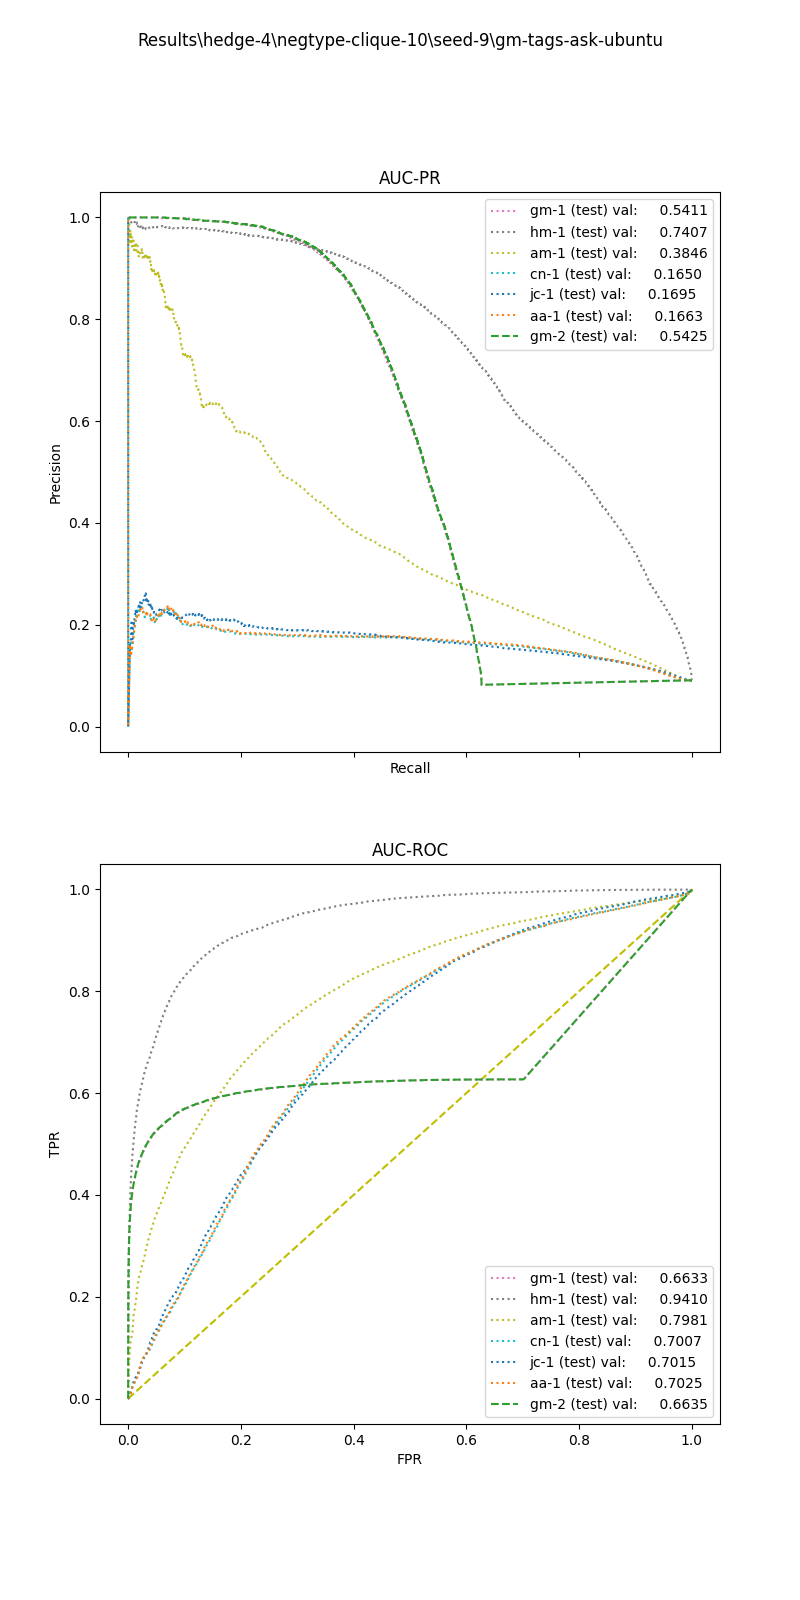 Results\hedge-4\negtype-clique-10\seed-9\gm-tags-ask-ubuntu
AUC-PR
gm-1 (test) val: 0.5411
hm-1 (test) val: 0.7407
am-1 (test) val: 0.3846
cn-1 (test) val: 0.1650
jc-1 (test) val: 0.1695
aa-1 (test) val: 0.1663
gm-2 (test) val: 0.5425
1.0
0.8
0.6
0.4
0.2
0.0
Precision
Recall
AUC-ROC
1.0
0.8
0.6
0.4
0.2
0.0
TPR
gm-1 (test) val: 0.6633
hm-1 (test) val: 0.9410
am-1 (test) val: 0.7981
cn-1 (test) val: 0.7007
jc-1 (test) val: 0.7015
aa-1 (test) val: 0.7025
gm-2 (test) val: 0.6635
0.0 0.2 0.4 0.6 0.8 1.0
FPR